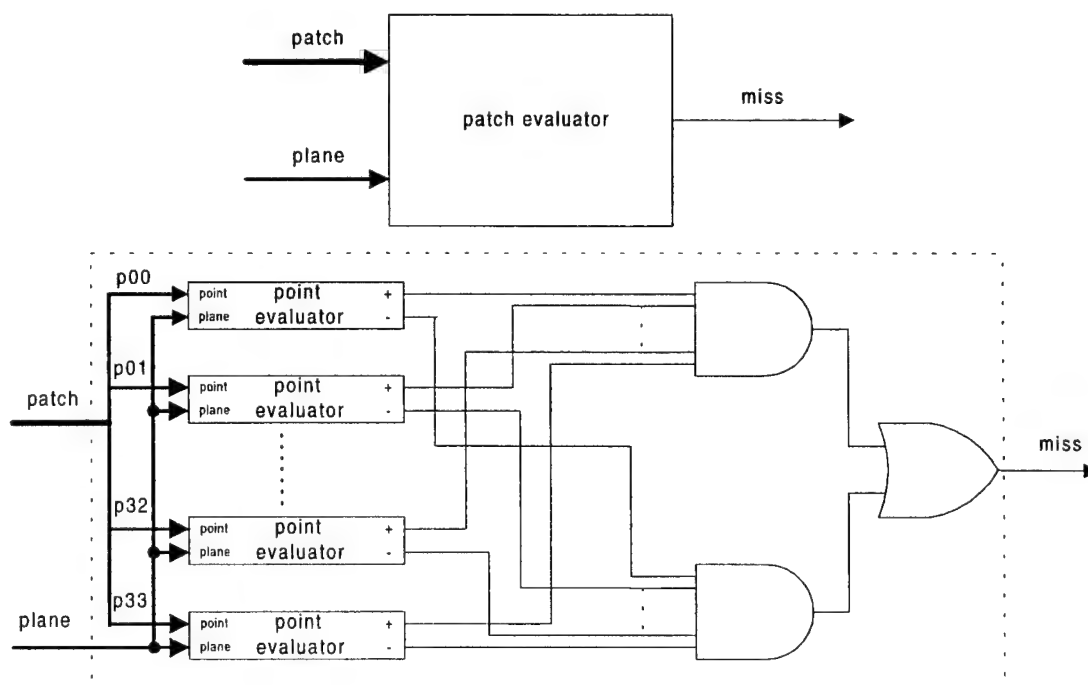 patch
plane
patch evaluator
miss
p00
point point +
plane evaluator -
p01
point point +
plane evaluator -
patch
miss
p32
point point +
plane evaluator -
p33
plane
point point +
plane evaluator -